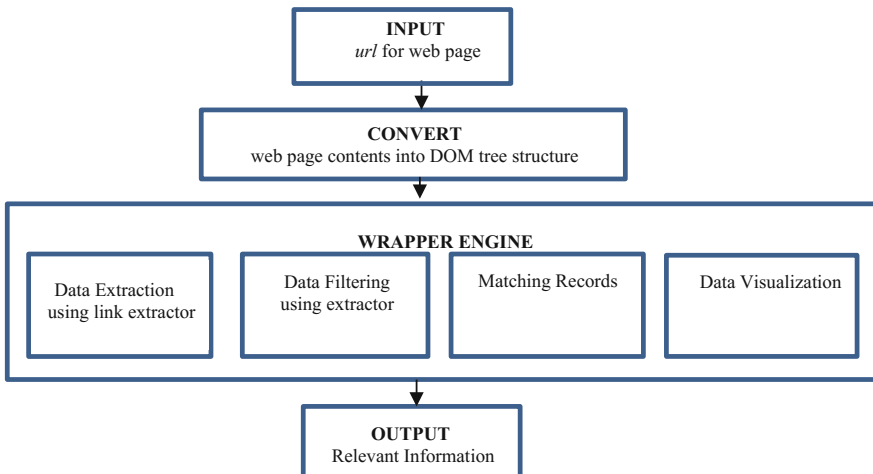 INPUT
url for web page
CONVERT
web page contents into DOM tree structure
WRAPPER ENGINE
Data Extraction
using link extractor
Data Filtering
using extractor
Matching Records
Data Visualization
OUTPUT
Relevant Information